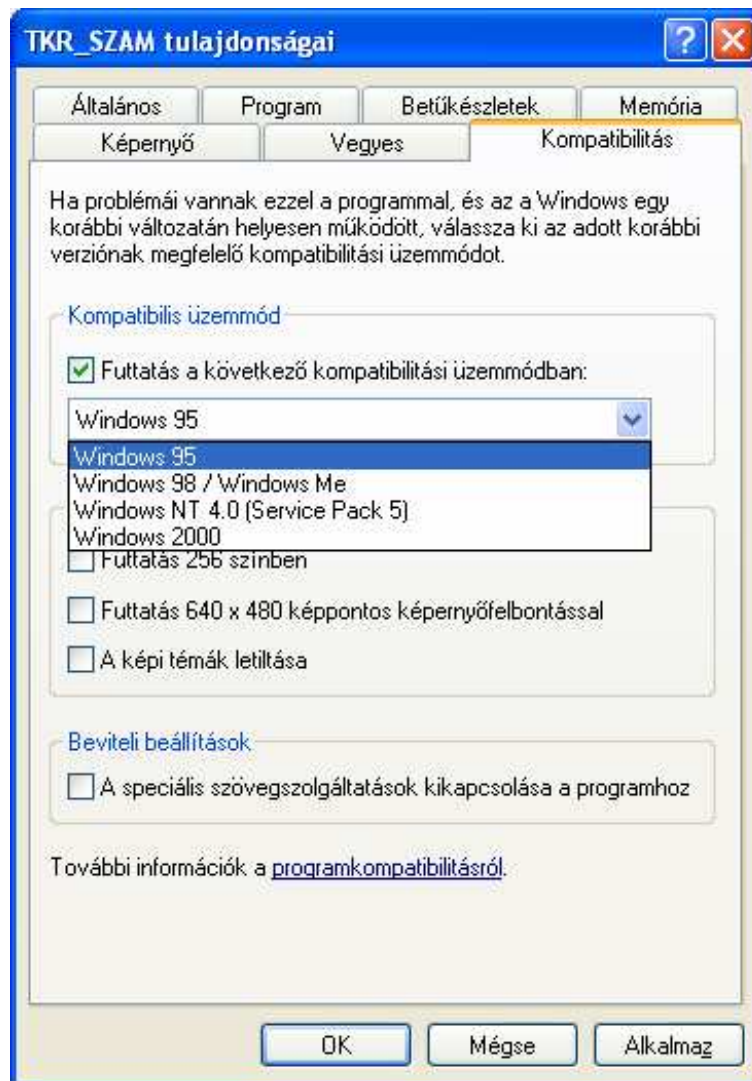 TKR_SZAM tulajdonságai
Általános Program Betűkészletek Memória
Képernyő Vegyes Kompatibilitás
Ha problémái vannak ezzel a programmal, és az a Windows egy
korábbi változatán helyesen működött, válassza ki az adott korábbi
verziónak megfelelő kompatibilitási üzemmódot.
Kompatibilis üzemmód
Futtatás a következő kompatibilitási üzemmódban:
Windows 95
Windows 95
Windows 98 / Windows Me
Windows NT 4.0 (Service Pack 5)
Windows 2000
Futtatás 256 színben
Futtatás 640 x 480 képpontos képernyőfelbontással
A képi témák letiltása
Beviteli beállítások
A speciális szövegszolgáltatások kikapcsolása a programhoz
További információk a programkompatibilitásról.
OK Mégse Alkalmaz